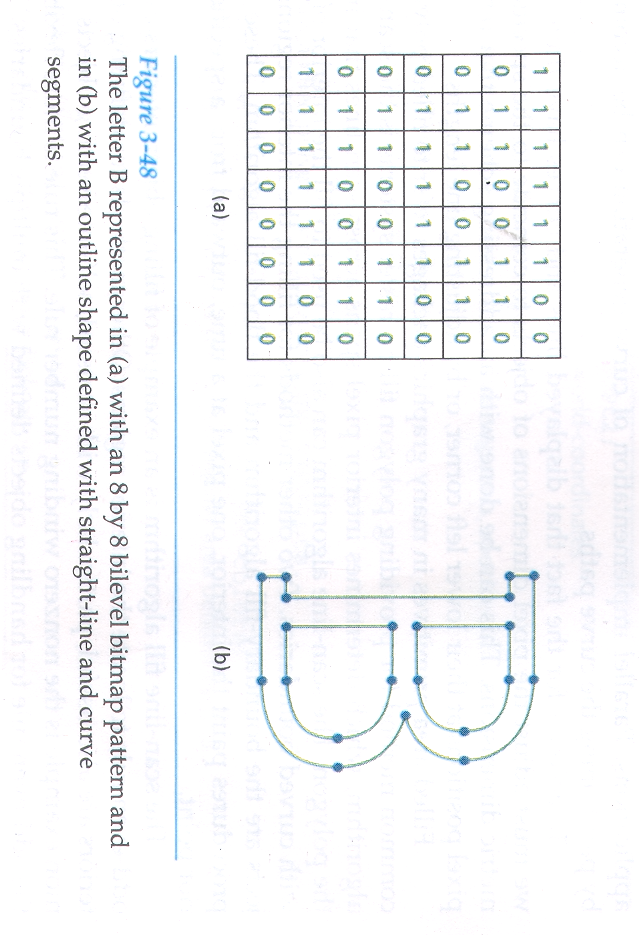 1 1 1 1 1 1 0 0
0 1 1 0 0 1 1 0
0 1 1 0 0 1 1 0
0 1 1 1 1 1 0 0
0 1 1 0 0 1 1 0
0 1 1 0 0 1 1 0
1 1 1 1 1 1 0 0
0 0 0 0 0 0 0 0
(a)
(b)
Figure 3-48
The letter B represented in (a) with an 8 by 8 bilevel bitmap pattern and
in (b) with an outline shape defined with straight-line and curve
segments.